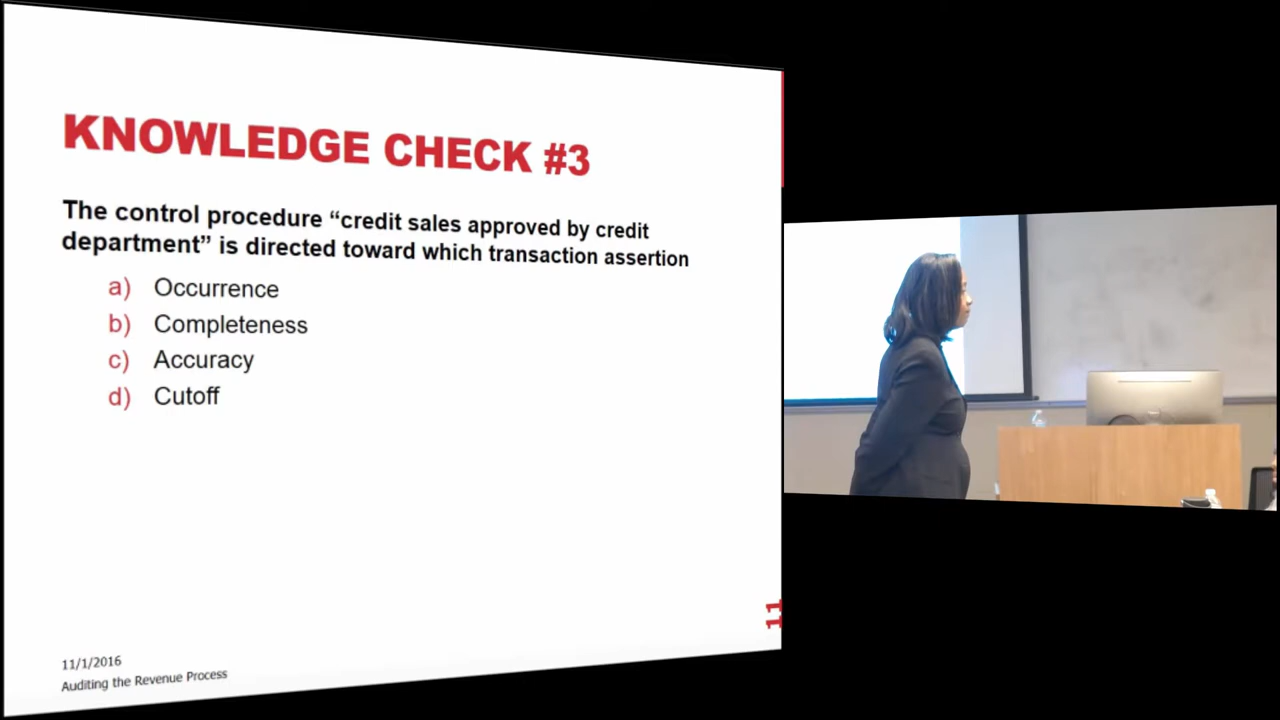 KNOWLEDGE CHECK #3
The control procedure “credit sales approved by credit
department” is directed toward which transaction assertion
a) Occurrence
b) Completeness
c) Accuracy
d) Cutoff
11
11/1/2016
Auditing the Revenue Process